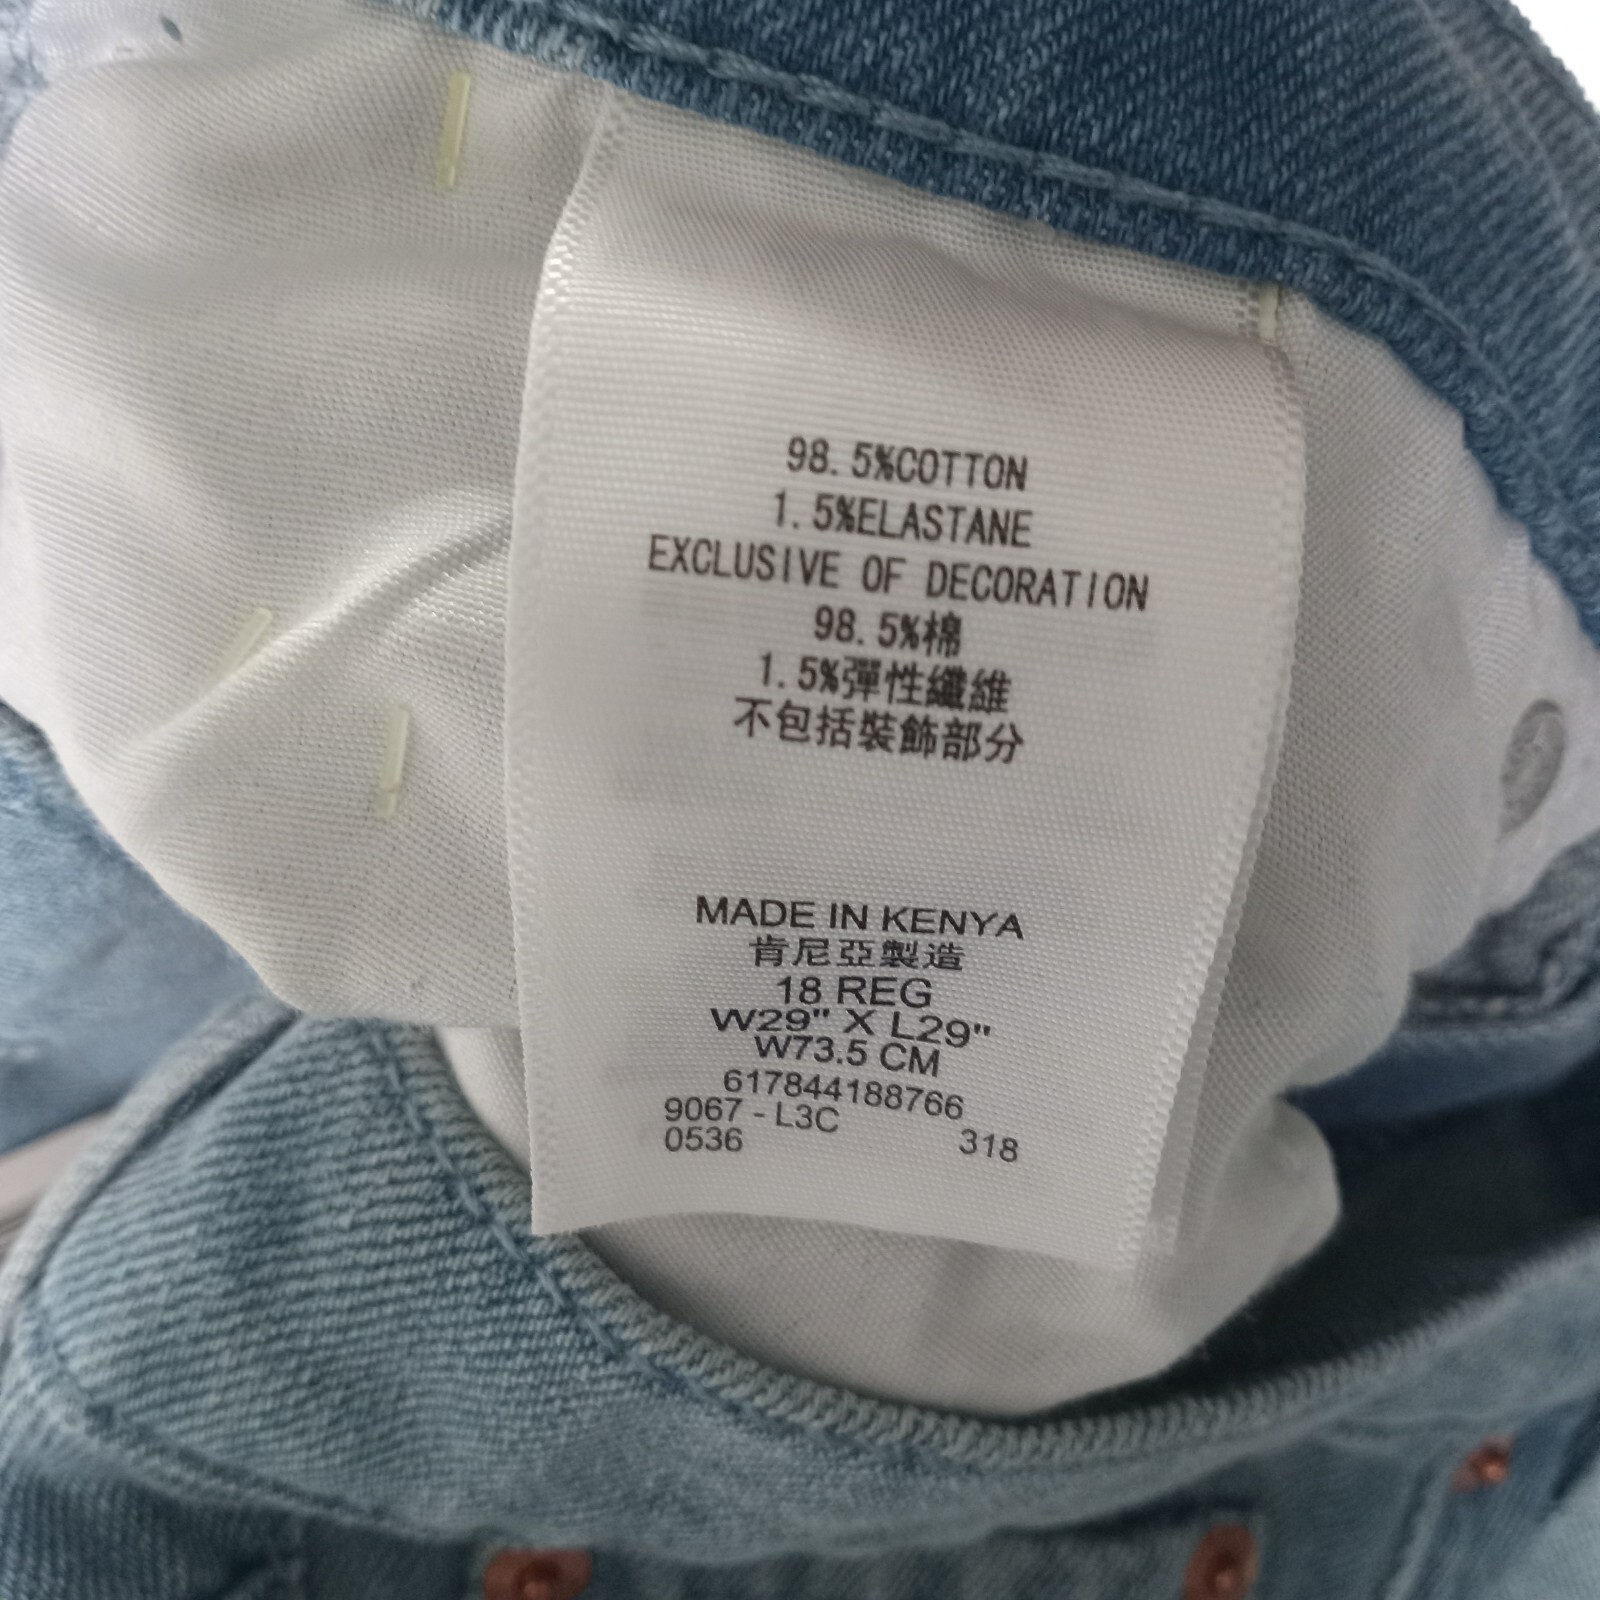 98.5%COTTON
1.5%ELASTANE
EXCLUSIVE OF DECORATION
98.5%棉
1.5%彈性纖維
不包括裝飾部分
MADE IN KENYA
肯尼亞製造
18 REG
W29" X L29"
W73.5 CM
617844188766
9067 - L3C
0536 318